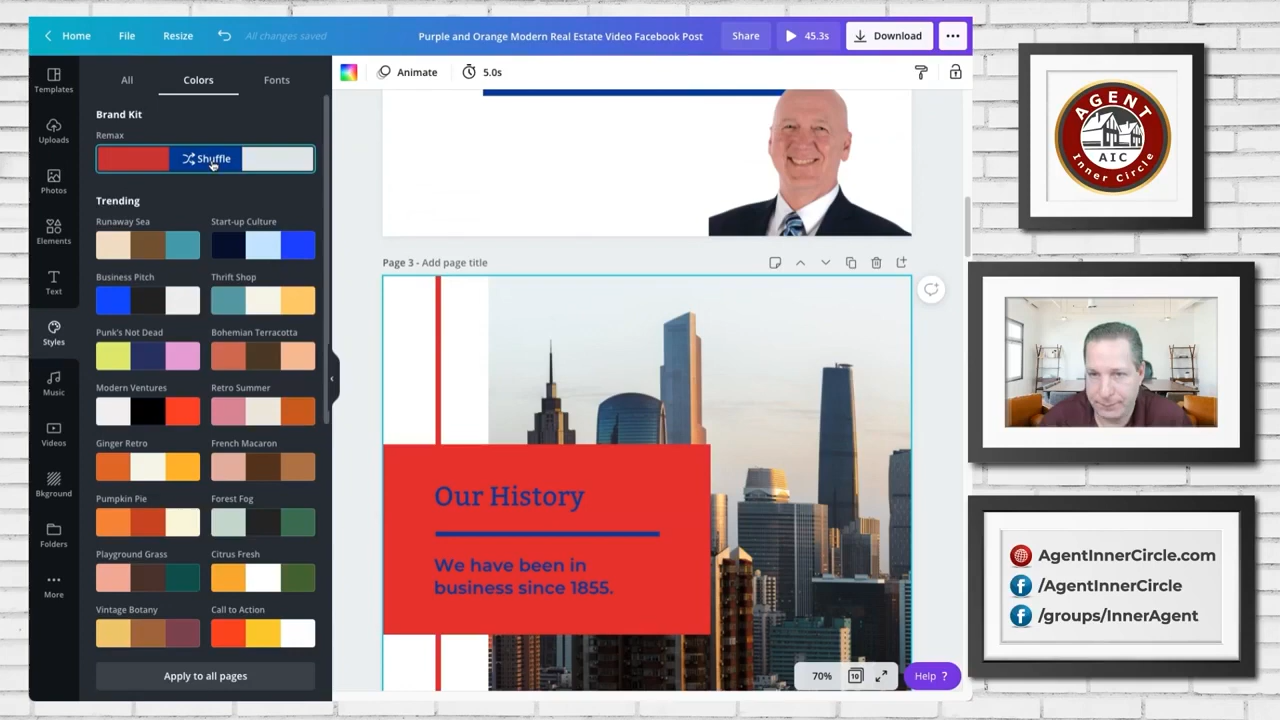 Home
File
Resize
All changes saved
Purple and Orange Modern Real Estate Video Facebook Post
Share
45.3s
Download
Templates
Uploads
Photos
Elements
Text
Styles
Music
Videos
Bkground
Folders
More
All
Colors
Fonts
Brand Kit
Remax
Shuffle
Trending
Runaway Sea
Start-up Culture
Business Pitch
Thrift Shop
Punk's Not Dead
Bohemian Terracotta
Modern Ventures
Retro Summer
Ginger Retro
French Macaron
Pumpkin Pie
Forest Fog
Playground Grass
Citrus Fresh
Vintage Botany
Call to Action
Apply to all pages
Animate
5.0s
Page 3 - Add page title
Our History
We have been in
business since 1855.
70%
10
Help ?
AGENT
AIC
Inner Circle
AgentInnerCircle.com
/AgentInnerCircle
/groups/InnerAgent